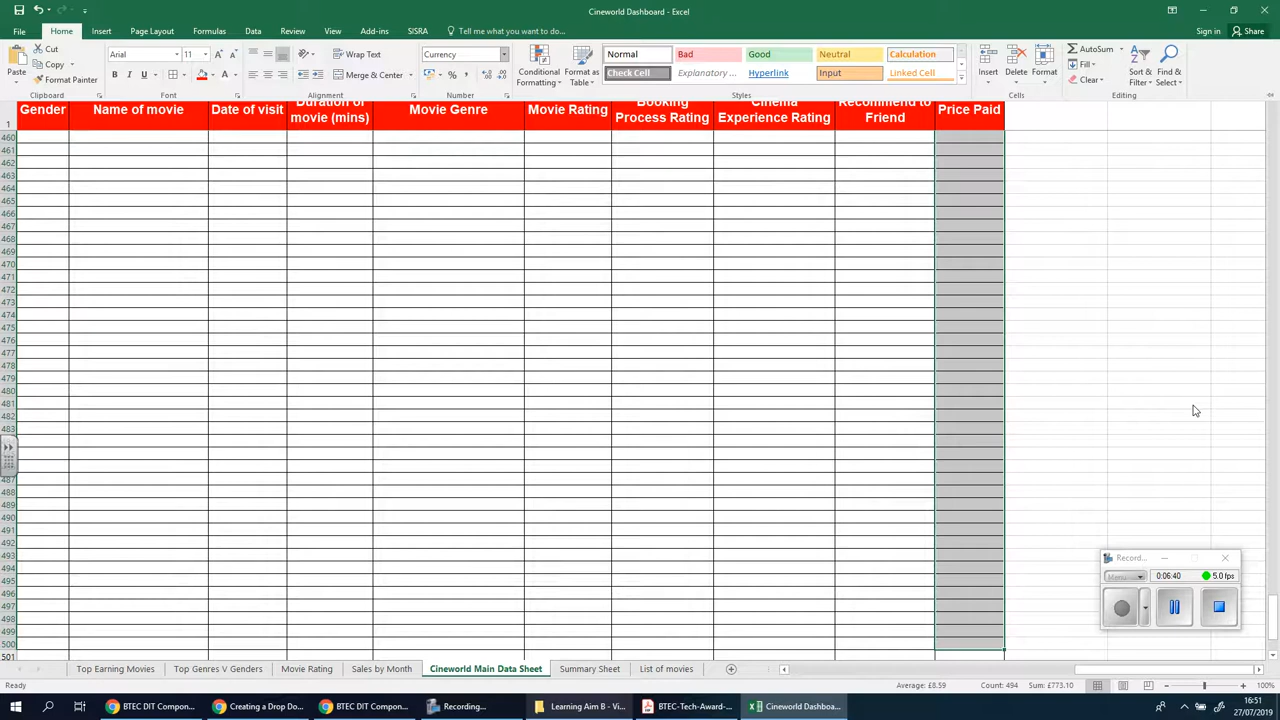 Cineworld Dashboard - Excel
File Home Insert Page Layout Formulas Data Review View Add-ins SISRA Tell me what you want to do... Sign in Share
Paste Cut Copy Format Painter Clipboard
Arial 11 B I U Font
Wrap Text Merge & Center Alignment
Currency Number
Conditional Formatting Format as Table
Normal Bad Good Neutral Calculation
Check Cell Explanatory ... Hyperlink Input Linked Cell
Styles
Insert Delete Format Cells
AutoSum Fill Clear Sort & Filter Find & Select Editing
1 Gender Name of movie Date of visit Duration of movie (mins) Movie Genre Movie Rating Booking Process Rating Cinema Experience Rating Recommend to Friend Price Paid
460
461
462
463
464
465
466
467
468
469
470
471
472
473
474
475
476
477
478
479
480
481
482
483
487
488
489
490
491
492
493
494
495
496
497
498
499
500
501
Record...
Menu 0:06:40 5.0 fps
Top Earning Movies Top Genres V Genders Movie Rating Sales by Month Cineworld Main Data Sheet Summary Sheet List of movies
Ready Average: £8.59 Count: 494 Sum: £773.10 100%
BTEC DIT Compon... Creating a Drop Do... BTEC DIT Compon... Recording... Learning Aim B - Vi... BTEC-Tech-Award-... Cineworld Dashboa...
16:51
27/07/2019